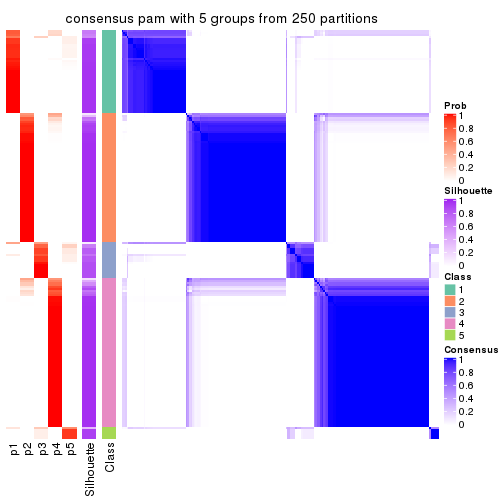 consensus pam with 5 groups from 250 partitions
Prob
1
0.8
0.6
0.4
0.2
0
Silhouette
1
0.8
0.6
0.4
0.2
0
Class
1
2
3
4
5
Consensus
1
0.8
0.6
0.4
0.2
0
p1
p2
p3
p4
p5
Silhouette
Class